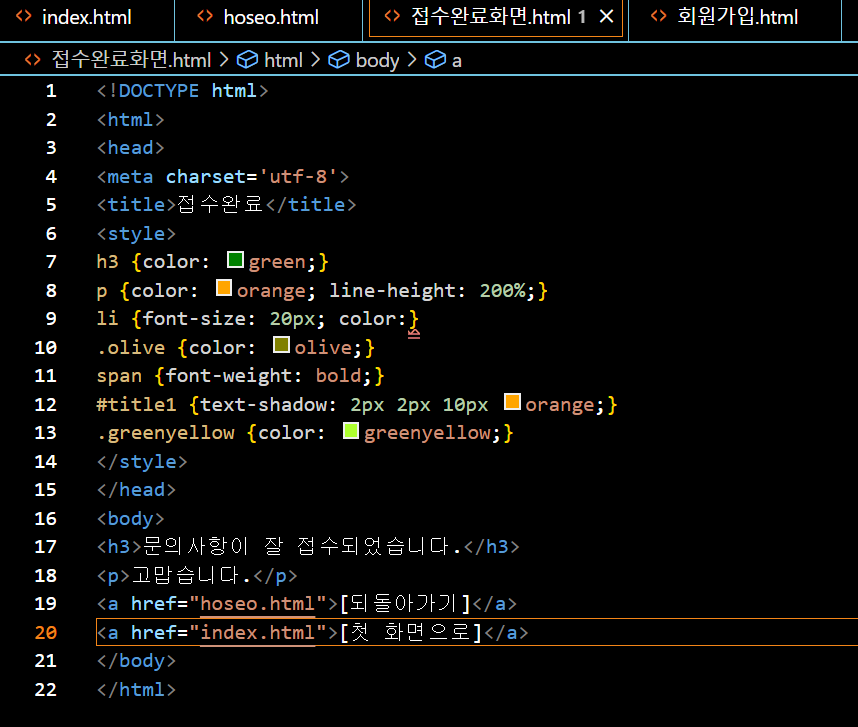 index.html hoseo.html 접수완료화면.html 1 회원가입.html
접수완료화면.html html body a
1 <!DOCTYPE html>
2 <html>
3 <head>
4 <meta charset='utf-8'>
5 <title>접수완료</title>
6 <style>
7 h3 {color: green;}
8 p {color: orange; line-height: 200%;}
9 li {font-size: 20px; color:}
10 .olive {color: olive;}
11 span {font-weight: bold;}
12 #title1 {text-shadow: 2px 2px 10px orange;}
13 .greenyellow {color: greenyellow;}
14 </style>
15 </head>
16 <body>
17 <h3>문의사항이 잘 접수되었습니다.</h3>
18 <p>고맙습니다.</p>
19 <a href="hoseo.html">[되돌아가기]</a>
20 <a href="index.html">[첫 화면으로]</a>
21 </body>
22 </html>